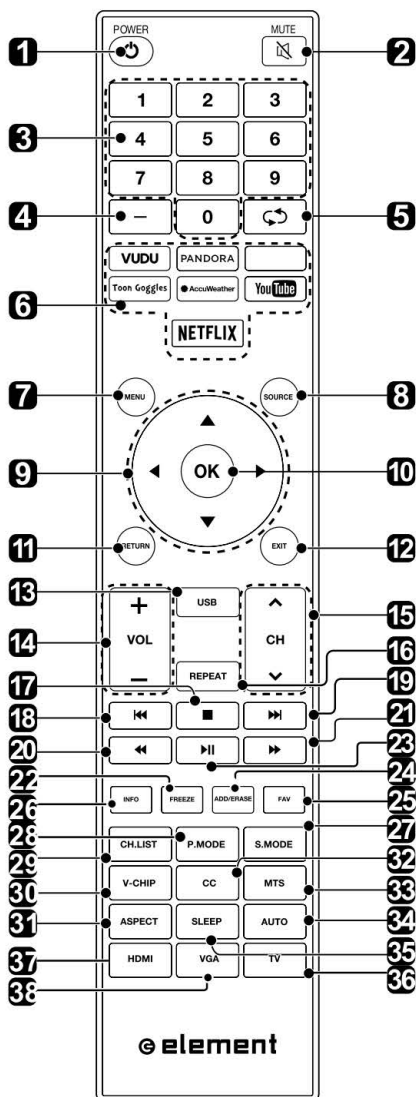 POWER MUTE
1 2
1 2 3
3 4 5 6
7 8 9
4 – 0 5
VUDU PANDORA
6 Toon Goggles AccuWeather YouTube
NETFLIX
7 MENU SOURCE 8
9 OK 10
11 RETURN EXIT 12
13 USB
+
14 VOL CH 15
– REPEAT 16
17
18 19
20 21
22 23
24
26 INFO FREEZE ADD/ERASE FAV 25
28 27
29 CH.LIST P.MODE S.MODE 32
30 V-CHIP CC MTS 33
31 ASPECT SLEEP AUTO 34
35
37 HDMI VGA TV 36
38
element